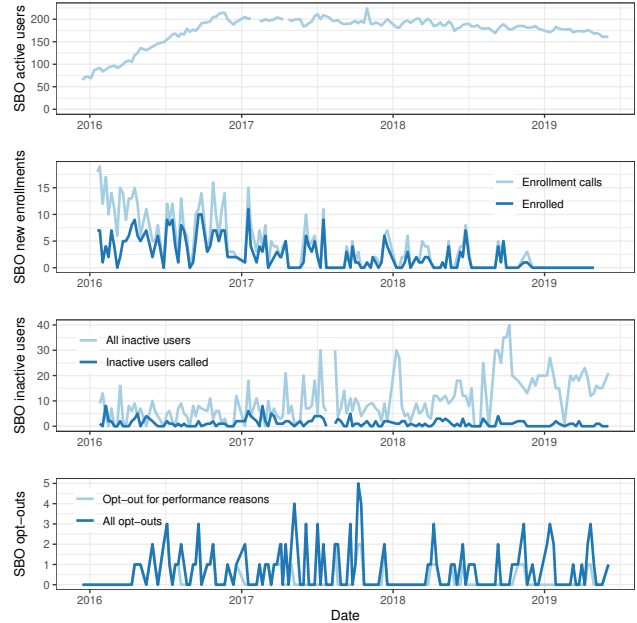 SBO active users
200
150
100
50
0
2016 2017 2018 2019
SBO new enrollments
15
10
5
0
Enrollment calls
Enrolled
2016 2017 2018 2019
SBO inactive users
40
30
20
10
0
All inactive users
Inactive users called
2016 2017 2018 2019
SBO opt−outs
5
4
3
2
1
0
Opt−out for performance reasons
All opt−outs
2016 2017 2018 2019
Date